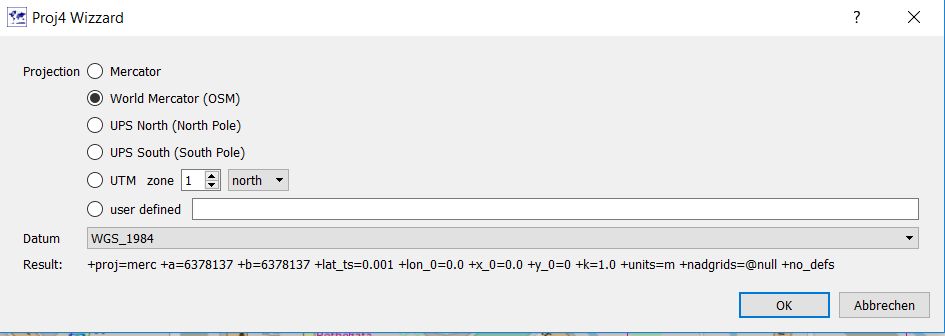 Proj4 Wizzard
Projection Mercator
World Mercator (OSM)
UPS North (North Pole)
UPS South (South Pole)
UTM zone 1 north
user defined
Datum WGS_1984
Result: +proj=merc +a=6378137 +b=6378137 +lat_ts=0.001 +lon_0=0.0 +x_0=0.0 +y_0=0 +k=1.0 +units=m +nadgrids=@null +no_defs
OK Abbrechen